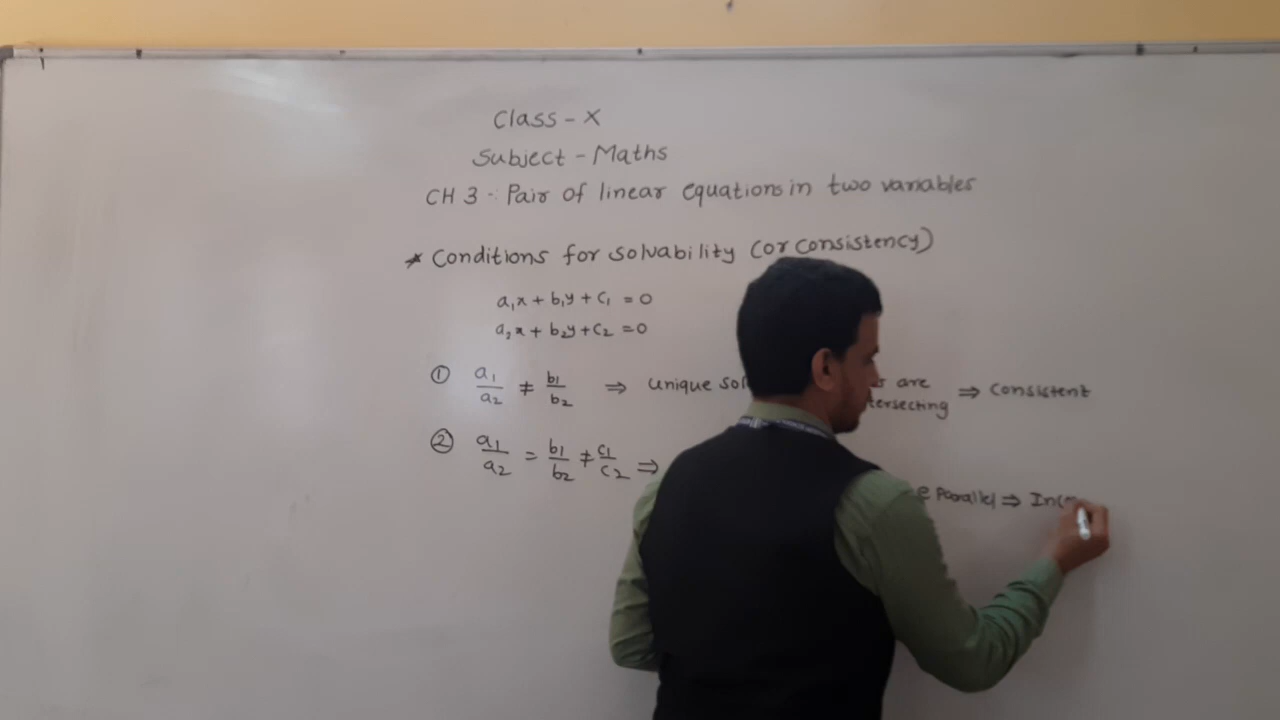 Class - X
Subject - Maths
CH 3 - Pair of linear equations in two variables
* Conditions for solvability (or consistency)
a₁x + b₁y + c₁ = 0
a₂x + b₂y + c₂ = 0
① a₁/a₂ ≠ b₁/b₂ ⇒ unique are intersecting ⇒ consistent
② a₁/a₂ = b₁/b₂ ≠ c₁/c₂ ⇒ Parallel ⇒